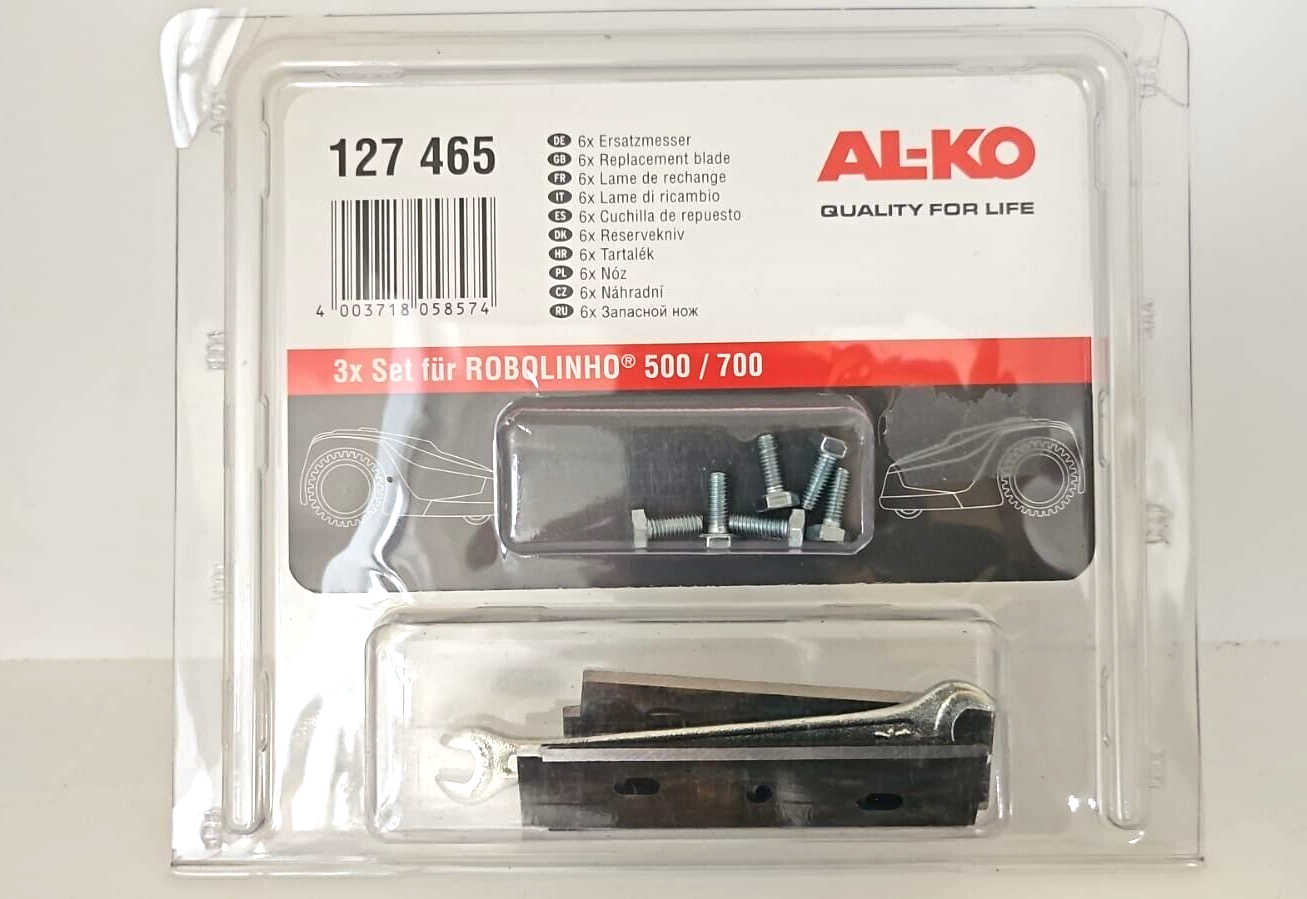 127 465
4 003718 058574
DE 6x Ersatzmesser
GB 6x Replacement blade
FR 6x Lame de rechange
IT 6x Lame di ricambio
ES 6x Cuchilla de repuesto
DK 6x Reservekniv
HR 6x Tartalék
PL 6x Nóz
CZ 6x Náhradní
RU 6x Запасной нож
AL-KO
QUALITY FOR LIFE
3x Set für ROBOLINHO® 500 / 700